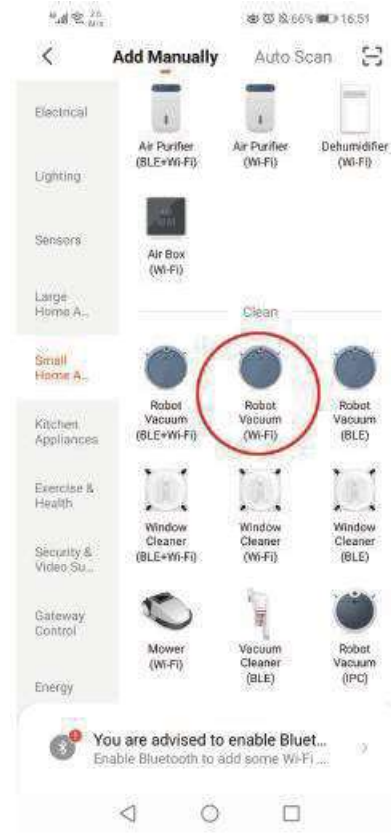 66% 16:51
Add Manually Auto Scan
Electrical
Lighting
Sensors
Large
Home A...
Small
Home A...
Kitchen
Appliances
Exercise &
Health
Security &
Video Su...
Gateway
Control
Energy
Air Purifier
(BLE+Wi-Fi)
Air Purifier
(Wi-Fi)
Dehumidifier
(Wi-Fi)
Air Box
(Wi-Fi)
Clean
Robot
Vacuum
(BLE+Wi-Fi)
Robot
Vacuum
(Wi-Fi)
Robot
Vacuum
(BLE)
Window
Cleaner
(BLE+Wi-Fi)
Window
Cleaner
(Wi-Fi)
Window
Cleaner
(BLE)
Mower
(Wi-Fi)
Vacuum
Cleaner
(BLE)
Robot
Vacuum
(IPC)
You are advised to enable Bluet...
Enable Bluetooth to add some Wi-Fi ...